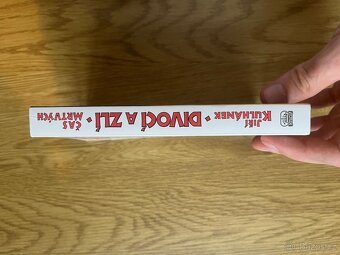 JIŘÍ
KULHÁNEK
• DIVOCÍ A ZLÍ •
ČAS
MRTVÝCH